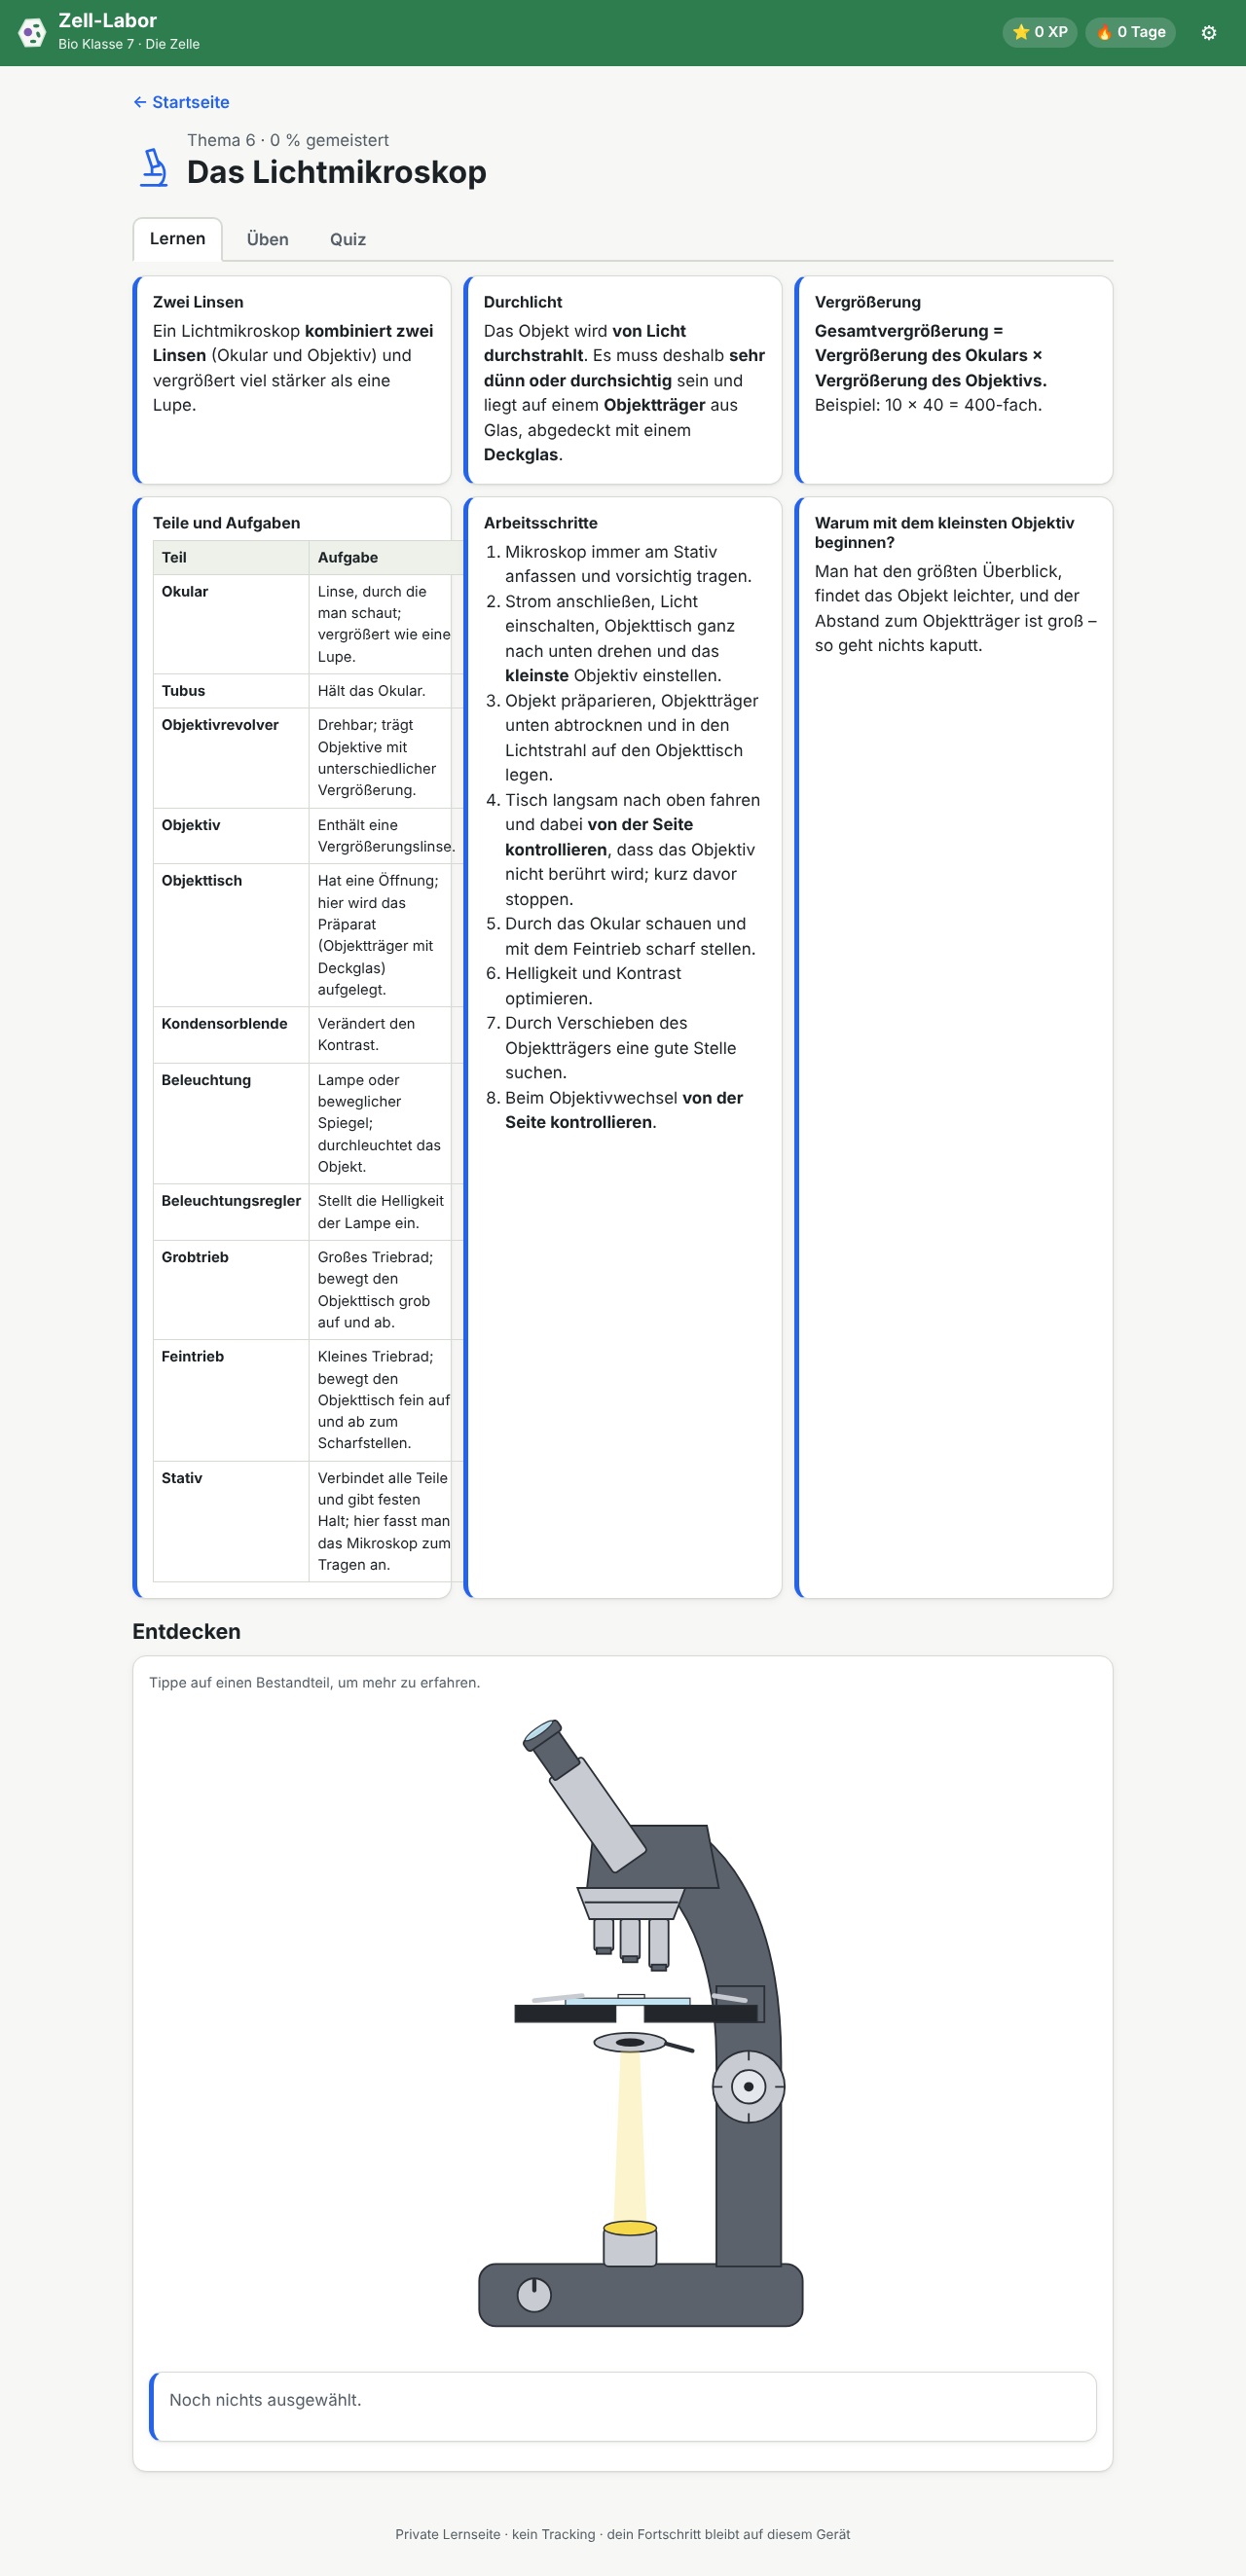 Zell-Labor
Bio Klasse 7 · Die Zelle
⭐ 0 XP
🔥 0 Tage
← Startseite
Thema 6 · 0 % gemeistert
Das Lichtmikroskop
Lernen Üben Quiz
Zwei Linsen
Ein Lichtmikroskop kombiniert zwei
Linsen (Okular und Objektiv) und
vergrößert viel stärker als eine
Lupe.
Durchlicht
Das Objekt wird von Licht
durchstrahlt. Es muss deshalb sehr
dünn oder durchsichtig sein und
liegt auf einem Objektträger aus
Glas, abgedeckt mit einem
Deckglas.
Vergrößerung
Gesamtvergrößerung =
Vergrößerung des Okulars ×
Vergrößerung des Objektivs.
Beispiel: 10 × 40 = 400-fach.
Teile und Aufgaben
Teil Aufgabe
Okular Linse, durch die
man schaut;
vergrößert wie eine
Lupe.
Tubus Hält das Okular.
Objektivrevolver Drehbar; trägt
Objektive mit
unterschiedlicher
Vergrößerung.
Objektiv Enthält eine
Vergrößerungslinse.
Objekttisch Hat eine Öffnung;
hier wird das
Präparat
(Objektträger mit
Deckglas)
aufgelegt.
Kondensorblende Verändert den
Kontrast.
Beleuchtung Lampe oder
beweglicher
Spiegel;
durchleuchtet das
Objekt.
Beleuchtungsregler Stellt die Helligkeit
der Lampe ein.
Grobtrieb Großes Triebrad;
bewegt den
Objekttisch grob
auf und ab.
Feintrieb Kleines Triebrad;
bewegt den
Objekttisch fein auf
und ab zum
Scharfstellen.
Stativ Verbindet alle Teile
und gibt festen
Halt; hier fasst man
das Mikroskop zum
Tragen an.
Arbeitsschritte
1. Mikroskop immer am Stativ
anfassen und vorsichtig tragen.
2. Strom anschließen, Licht
einschalten, Objekttisch ganz
nach unten drehen und das
kleinste Objektiv einstellen.
3. Objekt präparieren, Objektträger
unten abtrocknen und in den
Lichtstrahl auf den Objekttisch
legen.
4. Tisch langsam nach oben fahren
und dabei von der Seite
kontrollieren, dass das Objektiv
nicht berührt wird; kurz davor
stoppen.
5. Durch das Okular schauen und
mit dem Feintrieb scharf stellen.
6. Helligkeit und Kontrast
optimieren.
7. Durch Verschieben des
Objektträgers eine gute Stelle
suchen.
8. Beim Objektivwechsel von der
Seite kontrollieren.
Warum mit dem kleinsten Objektiv
beginnen?
Man hat den größten Überblick,
findet das Objekt leichter, und der
Abstand zum Objektträger ist groß –
so geht nichts kaputt.
Entdecken
Tippe auf einen Bestandteil, um mehr zu erfahren.
Noch nichts ausgewählt.
Private Lernseite · kein Tracking · dein Fortschritt bleibt auf diesem Gerät